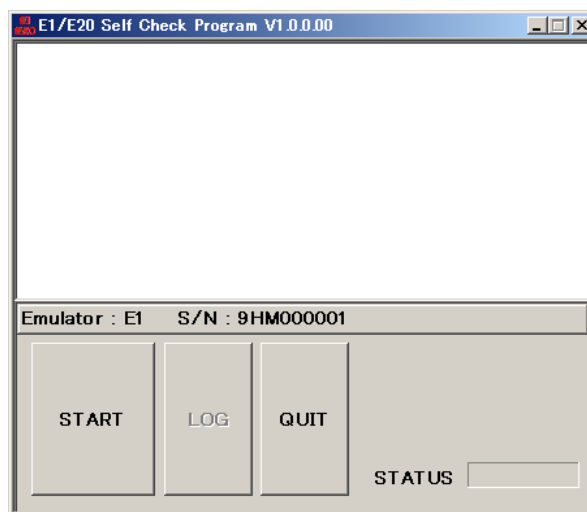 E1/E20 Self Check Program V1.0.0.00
Emulator : E1 S/N : 9HM000001
START LOG QUIT
STATUS